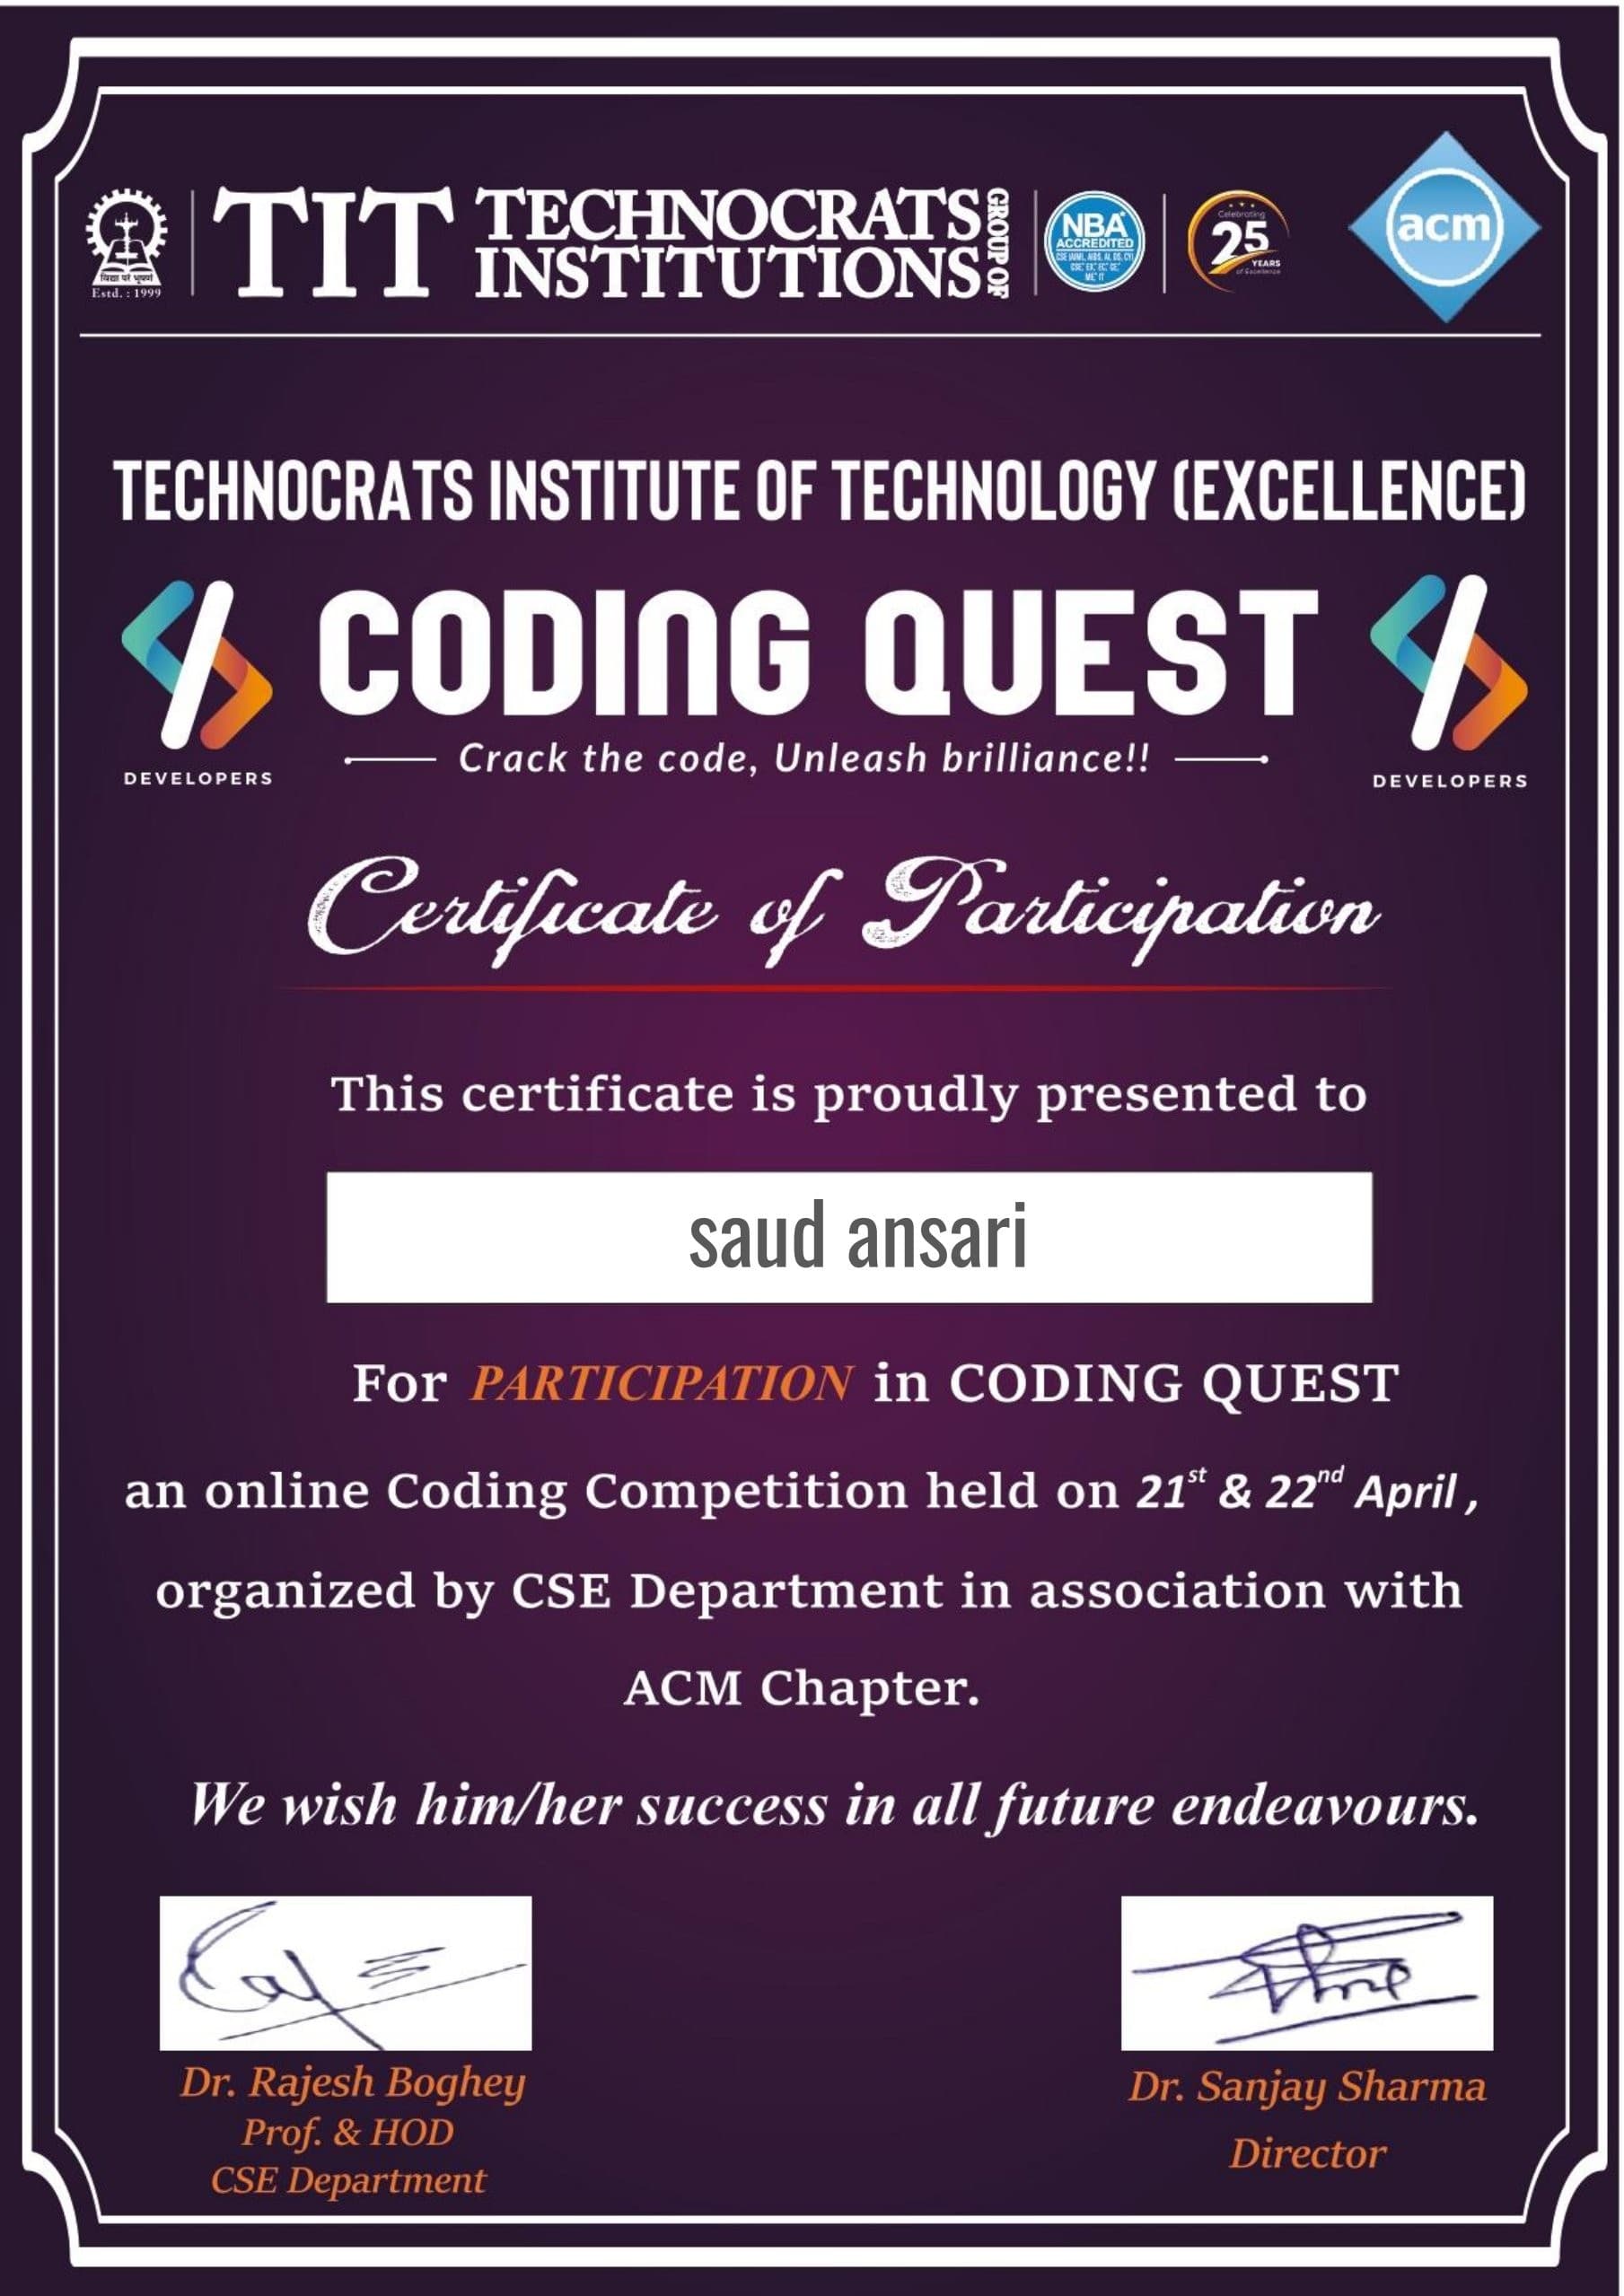 विद्या परं भूषणं
Estd. : 1999
TIT
TECHNOCRATS
INSTITUTIONS
GROUP OF
NBA
ACCREDITED
Celebrating
25
YEARS
of Excellence
acm
TECHNOCRATS INSTITUTE OF TECHNOLOGY (EXCELLENCE)
CODING QUEST
Crack the code, Unleash brilliance!!
DEVELOPERS
DEVELOPERS
Certificate of Participation
This certificate is proudly presented to
saud ansari
For PARTICIPATION in CODING QUEST
an online Coding Competition held on 21st & 22nd April ,
organized by CSE Department in association with
ACM Chapter.
We wish him/her success in all future endeavours.
Dr. Rajesh Boghey
Prof. & HOD
CSE Department
Dr. Sanjay Sharma
Director